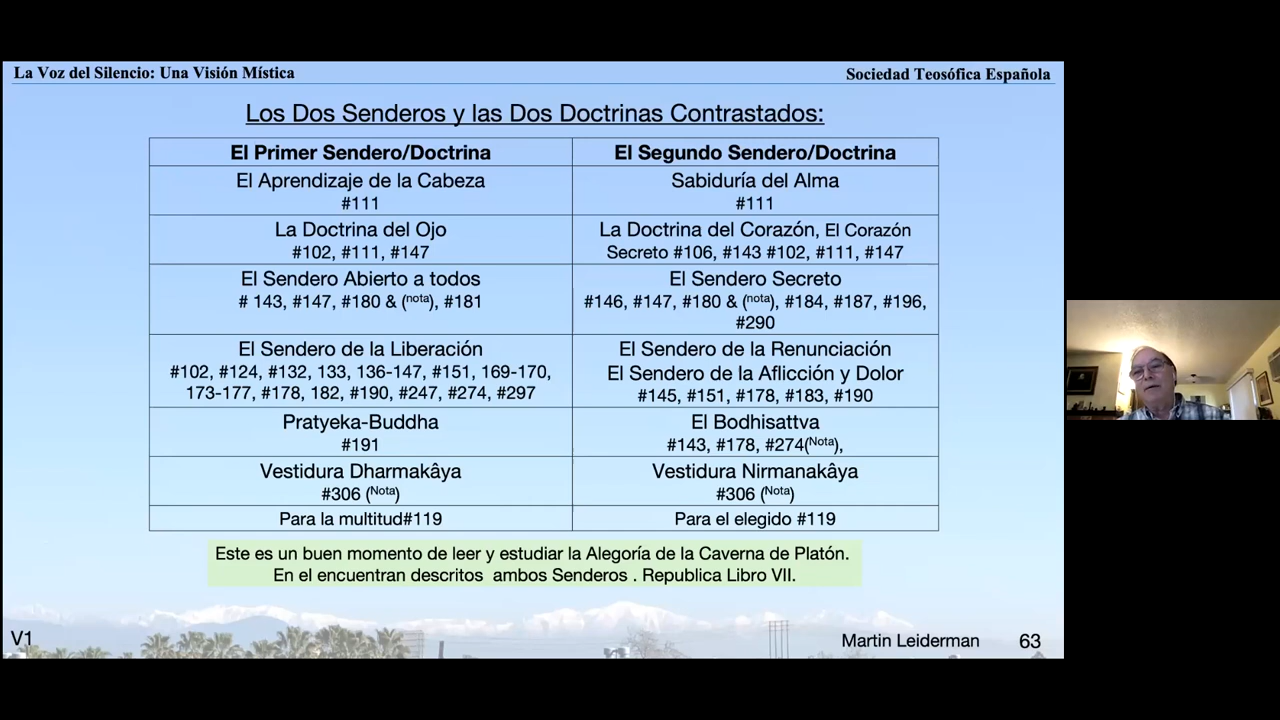 La Voz del Silencio: Una Visión Mística
Sociedad Teosófica Española
Los Dos Senderos y las Dos Doctrinas Contrastados:
El Primer Sendero/Doctrina
El Segundo Sendero/Doctrina
El Aprendizaje de la Cabeza
#111
Sabiduría del Alma
#111
La Doctrina del Ojo
#102, #111, #147
La Doctrina del Corazón, El Corazón
Secreto #106, #143 #102, #111, #147
El Sendero Abierto a todos
# 143, #147, #180 & (nota), #181
El Sendero Secreto
#146, #147, #180 & (nota), #184, #187, #196,
#290
El Sendero de la Liberación
#102, #124, #132, 133, 136-147, #151, 169-170,
173-177, #178, 182, #190, #247, #274, #297
El Sendero de la Renunciación
El Sendero de la Aflicción y Dolor
#145, #151, #178, #183, #190
Pratyeka-Buddha
#191
El Bodhisattva
#143, #178, #274(Nota),
Vestidura Dharmakâya
#306 (Nota)
Vestidura Nirmanakâya
#306 (Nota)
Para la multitud#119
Para el elegido #119
Este es un buen momento de leer y estudiar la Alegoría de la Caverna de Platón.
En el encuentran descritos ambos Senderos . Republica Libro VII.
V1
Martin Leiderman
63